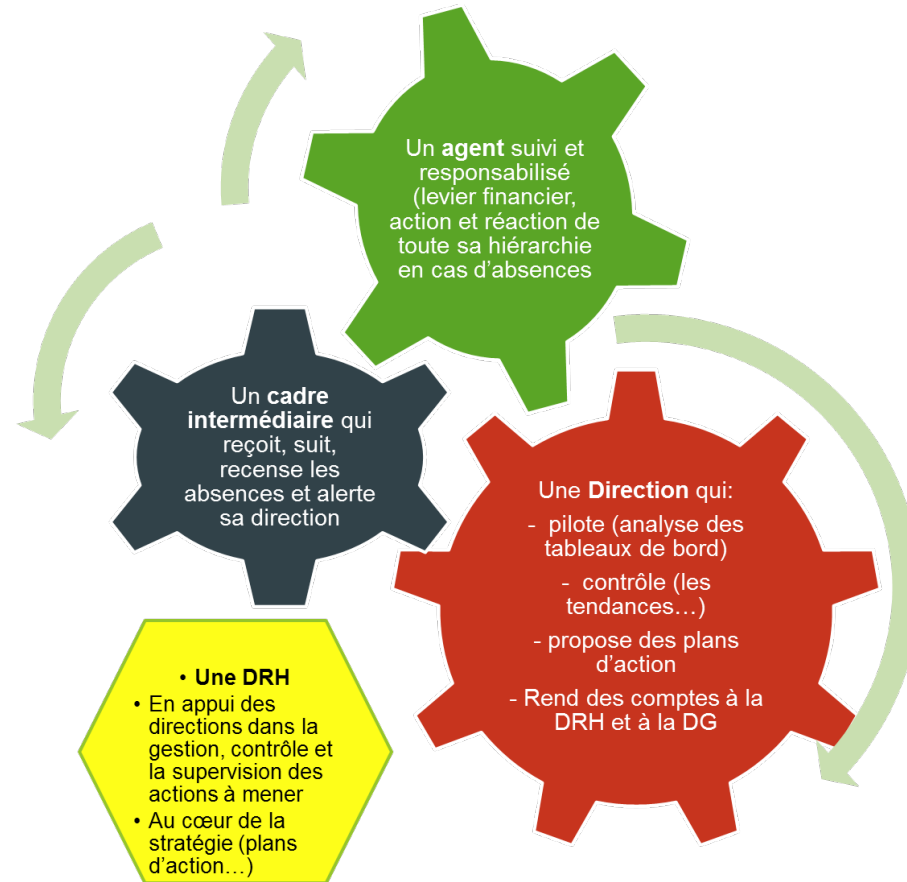 Un agent suivi et
responsabilisé
(levier financier,
action et réaction de
toute sa hiérarchie
en cas d'absences
Un cadre
intermédiaire qui
reçoit, suit,
recense les
absences et alerte
sa direction
Une Direction qui:
- pilote (analyse des
tableaux de bord)
- contrôle (les
tendances…)
- propose des plans
d'action
- Rend des comptes à la
DRH et à la DG
• Une DRH
• En appui des
directions dans la
gestion, contrôle et
la supervision des
actions à mener
• Au cœur de la
stratégie (plans
d'action…)